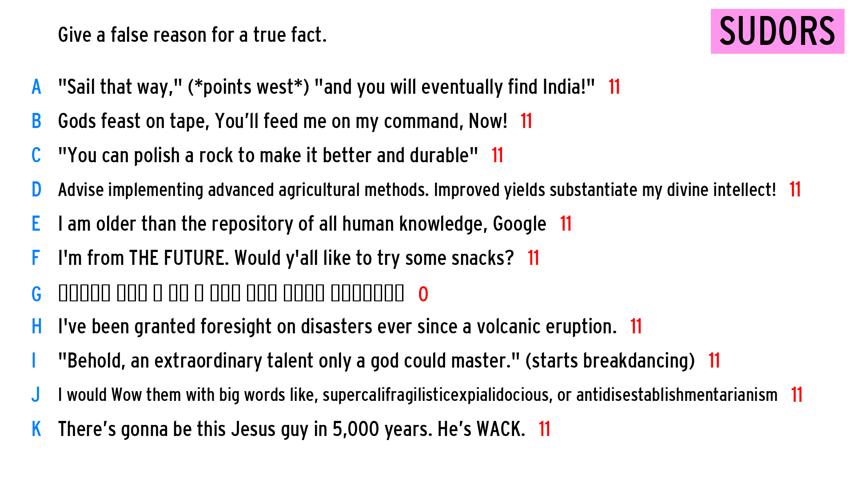 Give a false reason for a true fact.
SUDORS
A "Sail that way," (*points west*) "and you will eventually find India!" 11
B Gods feast on tape, You'll feed me on my command, Now! 11
C "You can polish a rock to make it better and durable" 11
D Advise implementing advanced agricultural methods. Improved yields substantiate my divine intellect! 11
E I am older than the repository of all human knowledge, Google 11
F I'm from THE FUTURE. Would y'all like to try some snacks? 11
G 0
H I've been granted foresight on disasters ever since a volcanic eruption. 11
I "Behold, an extraordinary talent only a god could master." (starts breakdancing) 11
J I would Wow them with big words like, supercalifragilisticexpialidocious, or antidisestablishmentarianism 11
K There's gonna be this Jesus guy in 5,000 years. He's WACK. 11